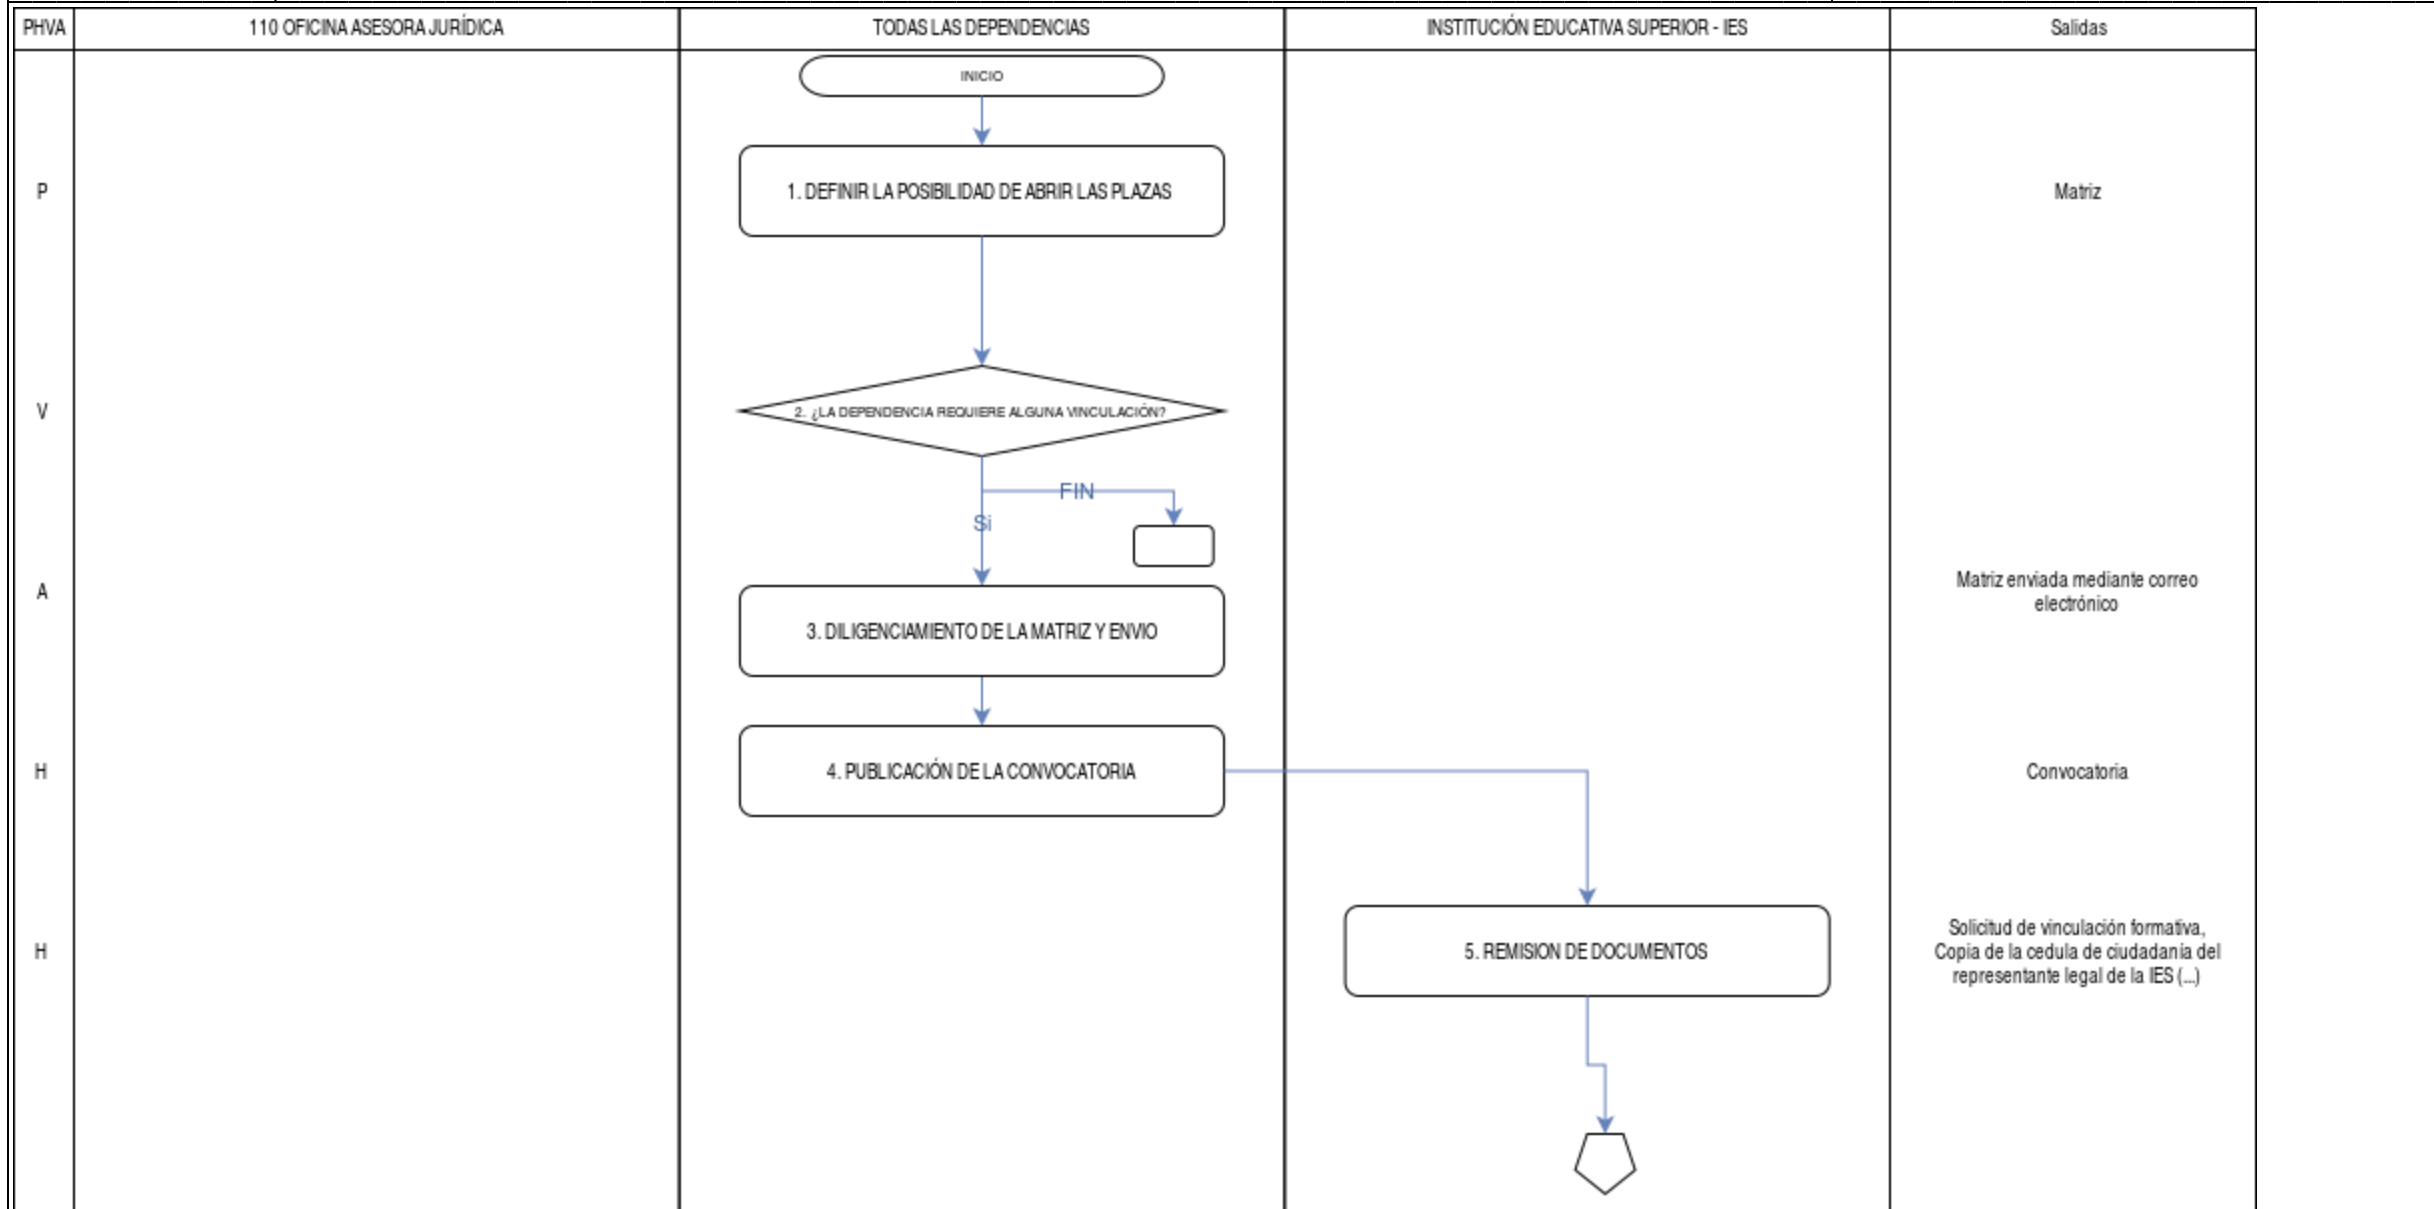 PHVA
110 OFICINA ASESORA JURÍDICA
TODAS LAS DEPENDENCIAS
INSTITUCIÓN EDUCATIVA SUPERIOR - IES
Salidas
INICIO
P
1. DEFINIR LA POSIBILIDAD DE ABRIR LAS PLAZAS
Matriz
V
2. ¿LA DEPENDENCIA REQUIERE ALGUNA VINCULACIÓN?
FIN
Si
A
3. DILIGENCIAMIENTO DE LA MATRIZ Y ENVIO
Matriz enviada mediante correo
electrónico
H
4. PUBLICACIÓN DE LA CONVOCATORIA
Convocatoria
H
5. REMISION DE DOCUMENTOS
Solicitud de vinculación formativa,
Copia de la cedula de ciudadanía del
representante legal de la IES (...)